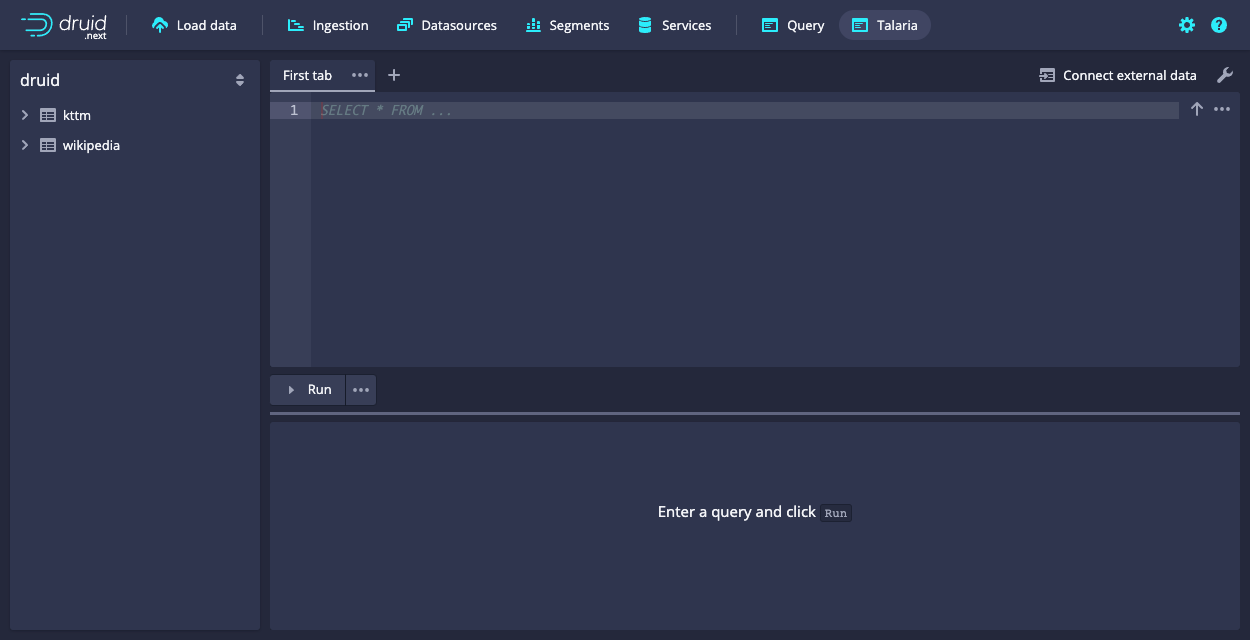 druid
.next
Load data
Ingestion
Datasources
Segments
Services
Query
Talaria
druid
kttm
wikipedia
First tab
Connect external data
1 SELECT * FROM ...
Run
Enter a query and click Run